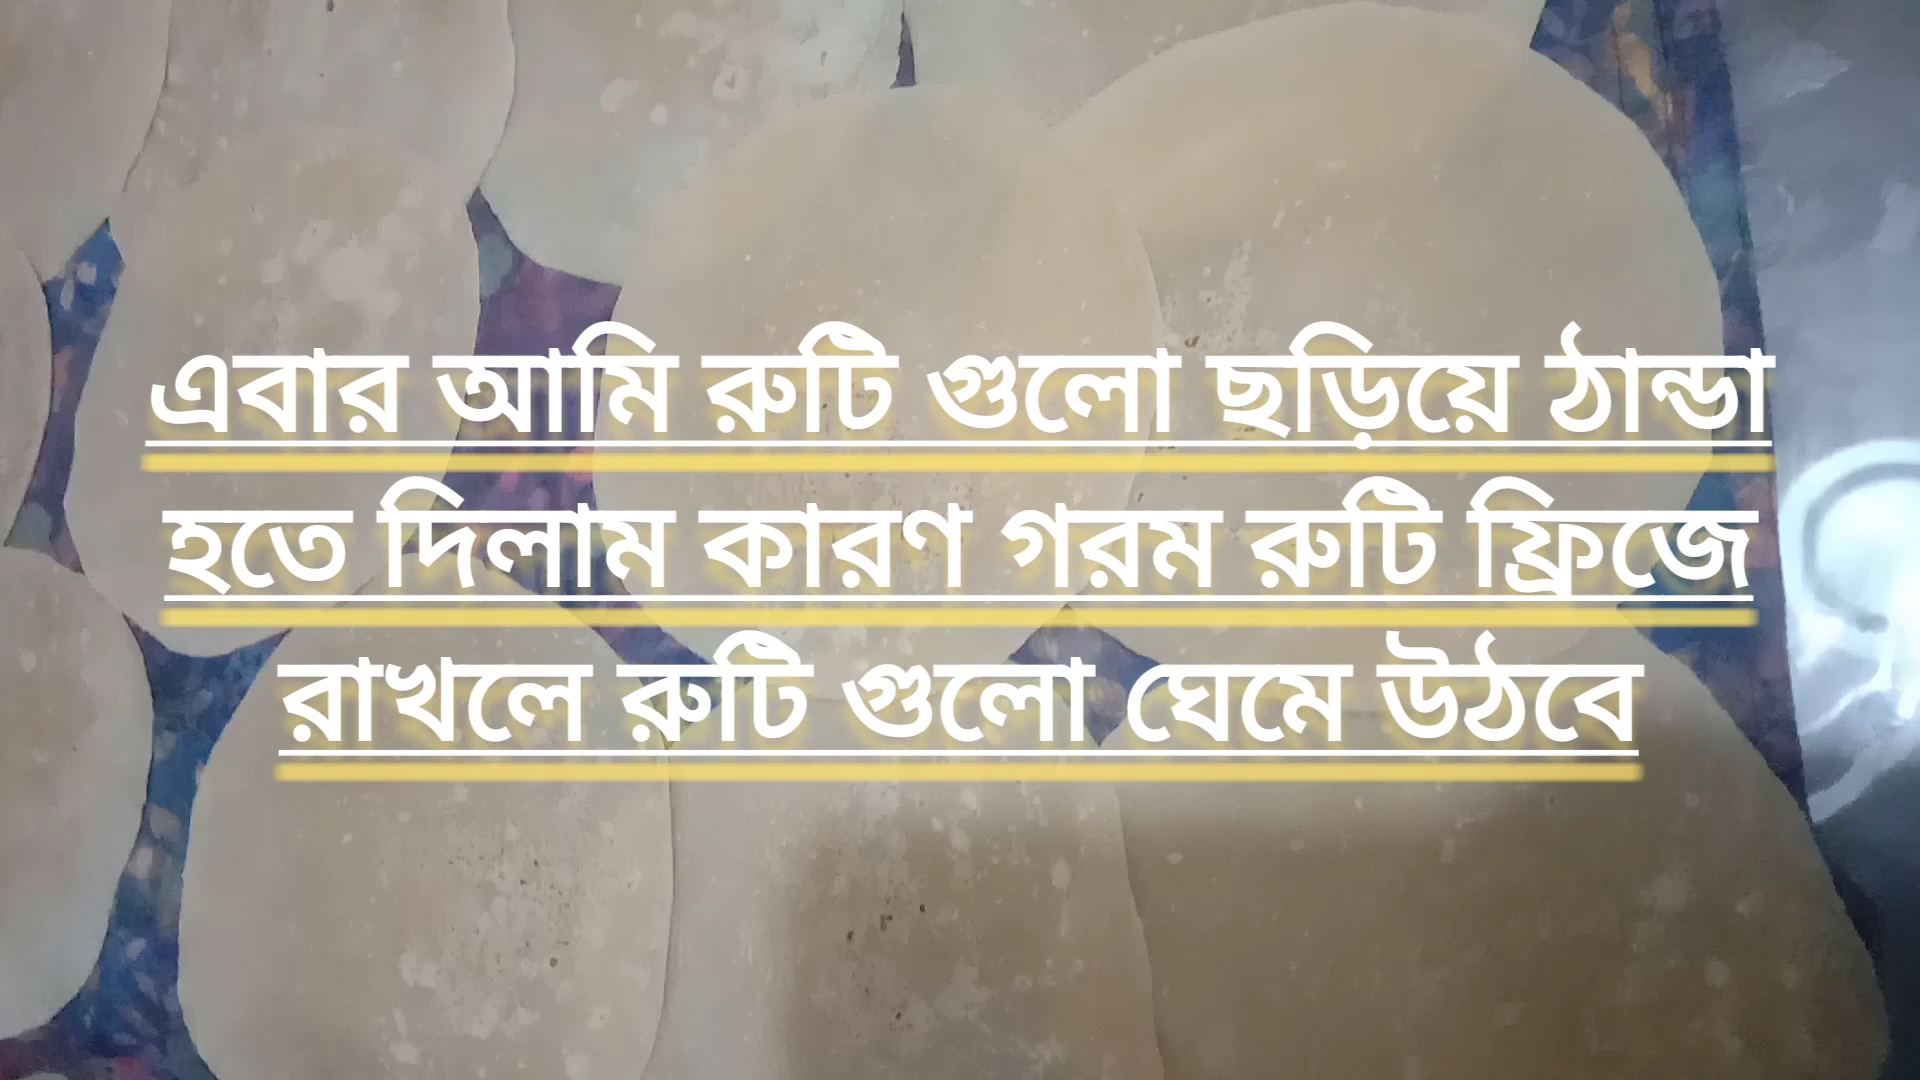 এবার আমি রুটি গুলো ছড়িয়ে ঠান্ডা
হতে দিলাম কারণ গরম রুটি ফ্রিজে
রাখলে রুটি গুলো ঘেমে উঠবে